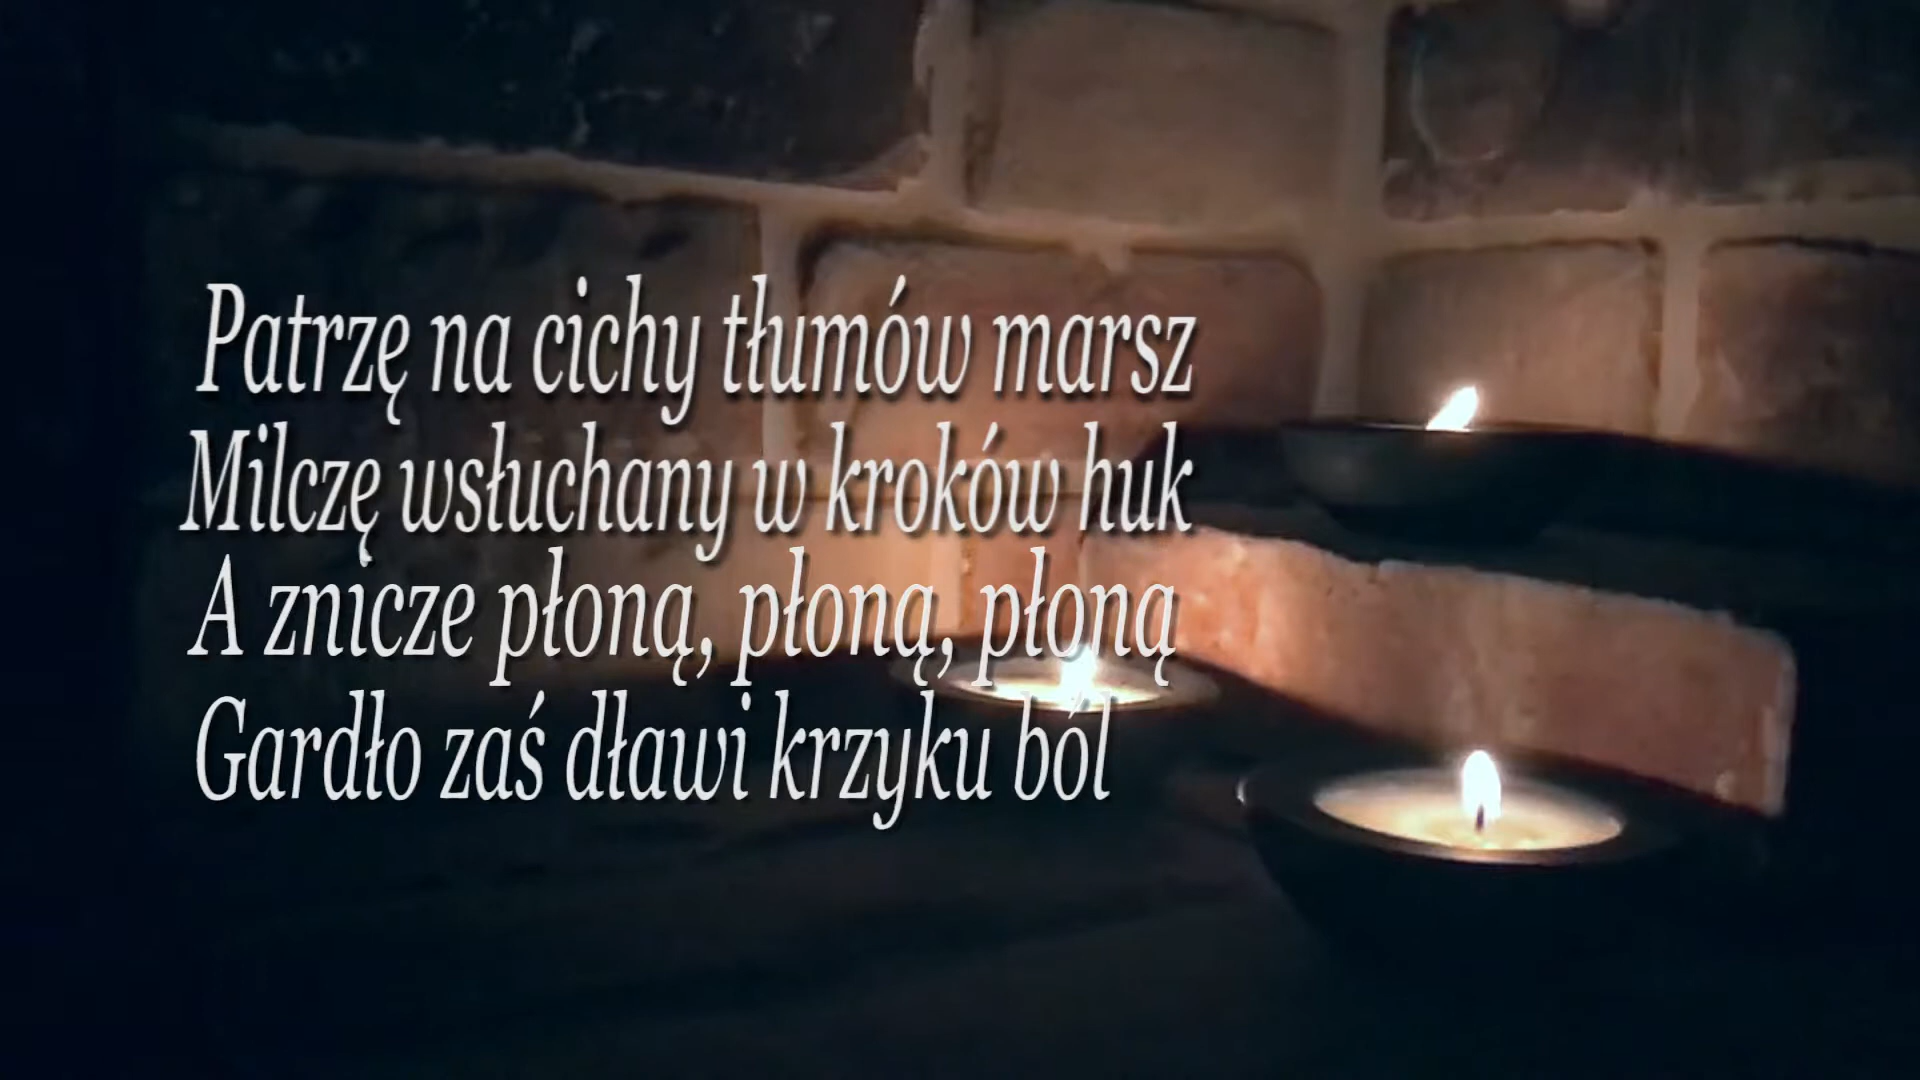 Patrzę na cichy tłumów marsz
Milczę wsłuchany w kroków huk
A znicze płoną, płoną, płoną
Gardło zaś dławi krzyku ból